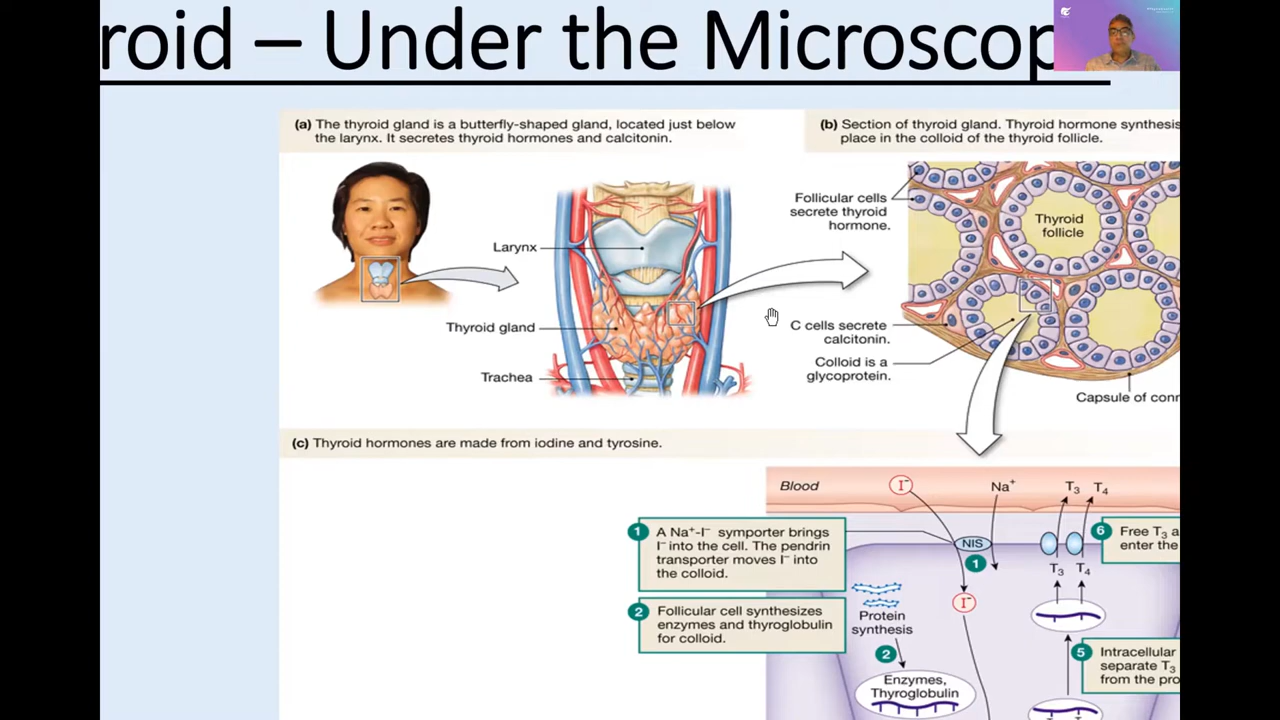 roid – Under the Microscop
(a) The thyroid gland is a butterfly-shaped gland, located just below
the larynx. It secretes thyroid hormones and calcitonin.
(b) Section of thyroid gland. Thyroid hormone synthesis
place in the colloid of the thyroid follicle.
Larynx
Thyroid gland
Trachea
Follicular cells
secrete thyroid
hormone.
Thyroid
follicle
C cells secrete
calcitonin.
Colloid is a
glycoprotein.
Capsule of conn
(c) Thyroid hormones are made from iodine and tyrosine.
Blood
I⁻
Na⁺
T₃ T₄
1 A Na⁺-I⁻ symporter brings
I⁻ into the cell. The pendrin
transporter moves I⁻ into
the colloid.
NIS
1
6 Free T₃ a
enter the
T₃ T₄
2 Follicular cell synthesizes
enzymes and thyroglobulin
for colloid.
I⁻
Protein
synthesis
2
5 Intracellular
separate T₃
from the pro
Enzymes,
Thyroglobulin